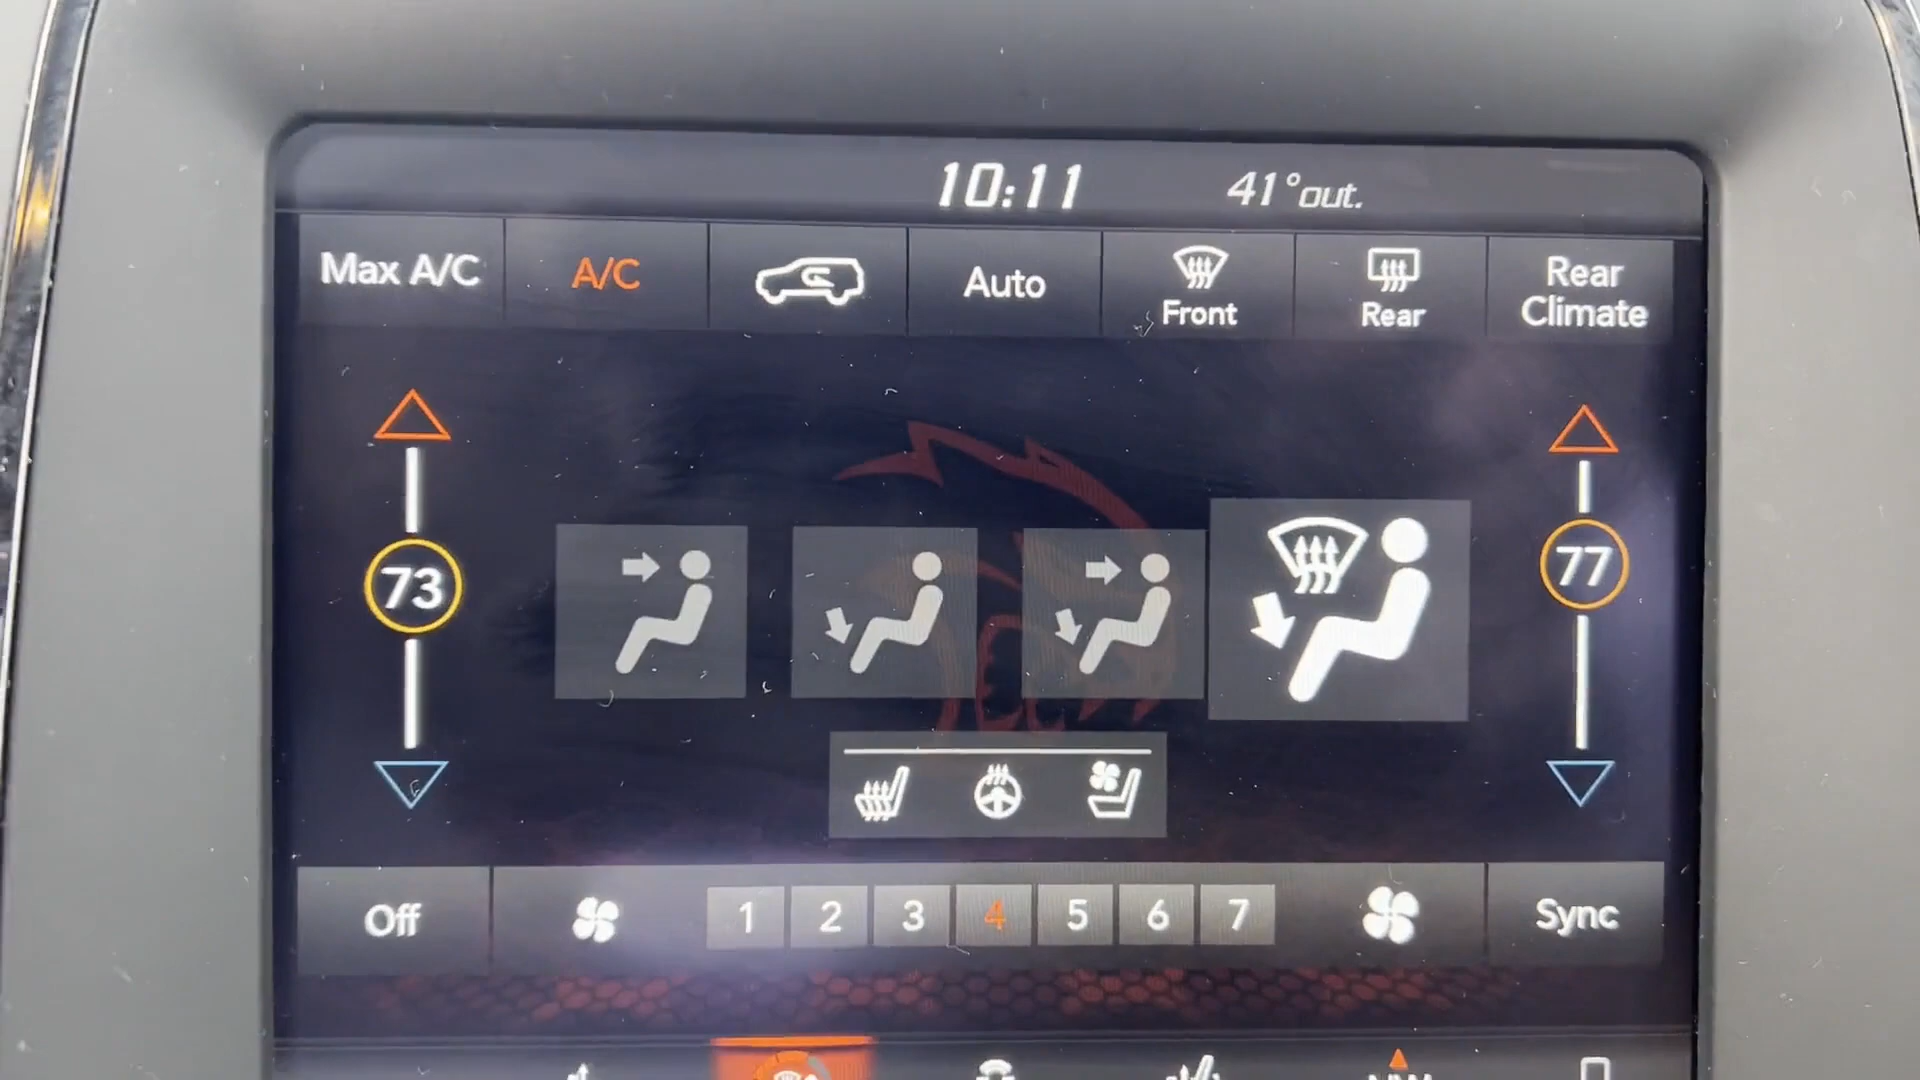 10:11 41°out.
Max A/C A/C Auto Front Rear Rear Climate
73 77
Off 1 2 3 4 5 6 7 Sync